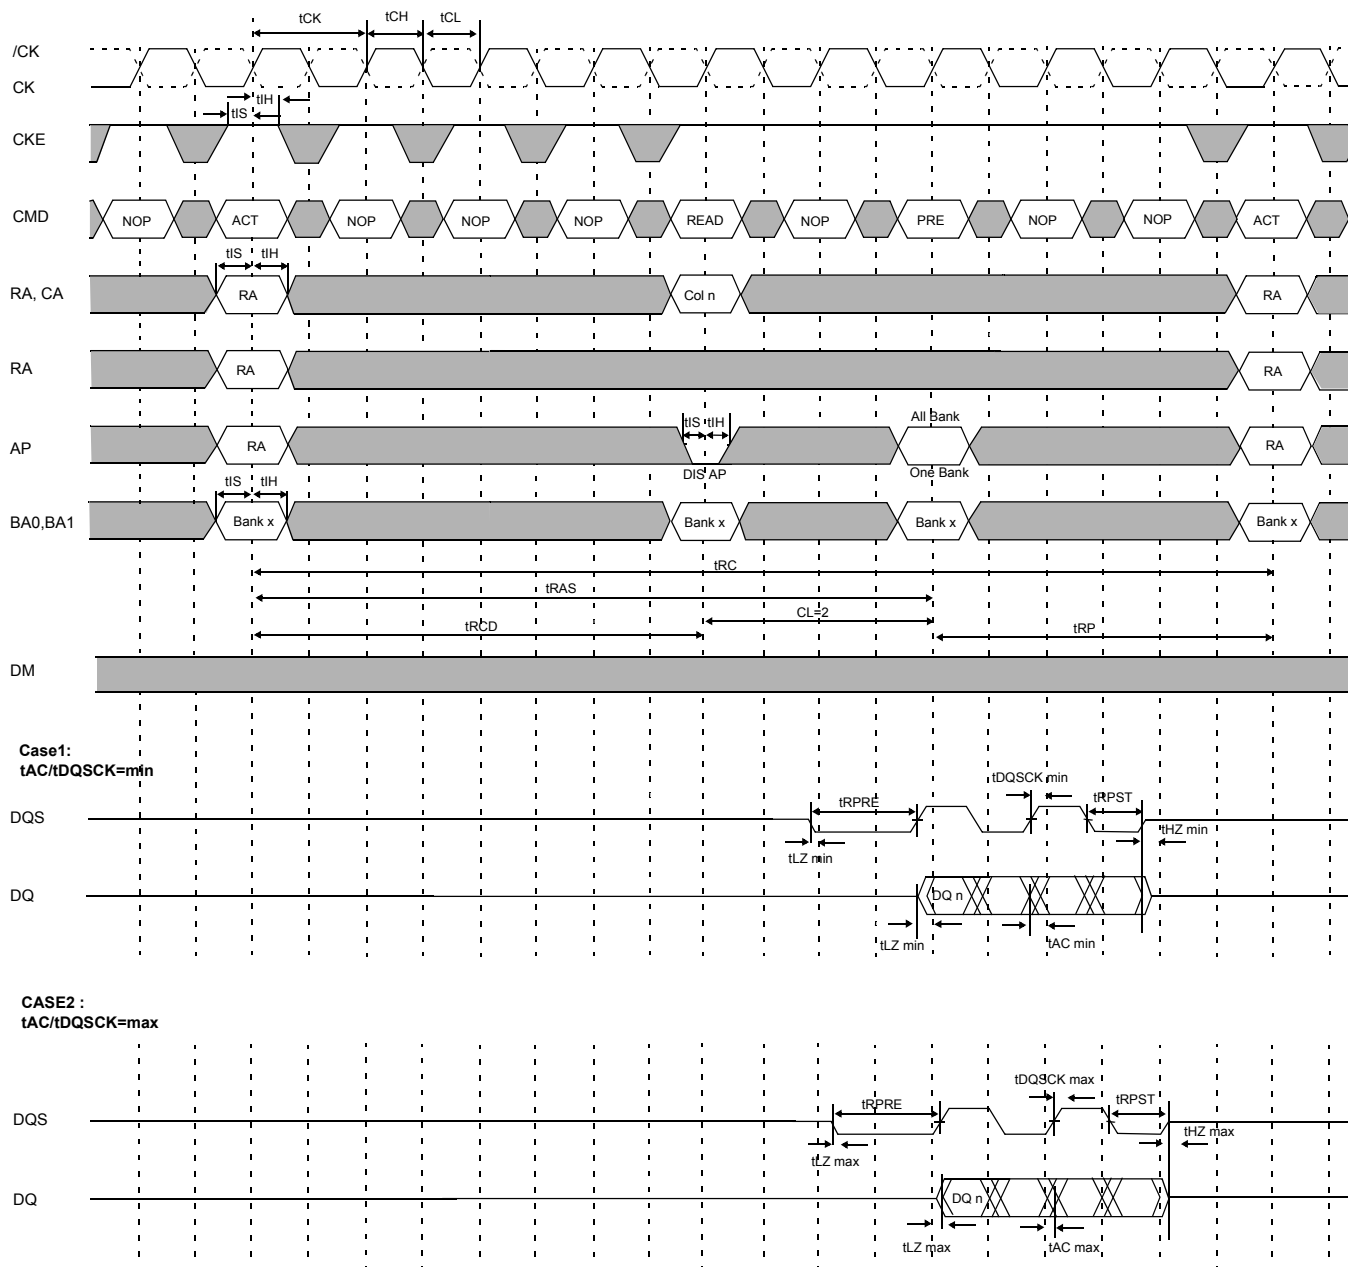 tCK tCH tCL
/CK
CK
tIH
tIS
CKE
CMD NOP ACT NOP NOP NOP READ NOP PRE NOP NOP ACT
tIS tIH
RA, CA RA Col n RA
RA RA RA
All Bank
tIS tIH
AP RA RA
DIS AP One Bank
tIS tIH
BA0,BA1 Bank x Bank x Bank x Bank x
tRC
tRAS
CL=2
tRCD tRP
DM
Case1:
tAC/tDQSCK=min
tDQSCK min
tRPRE tRPST
DQS
tHZ min
tLZ min
DQ DQ n
tLZ min tAC min
CASE2 :
tAC/tDQSCK=max
tDQSCK max
tRPRE tRPST
DQS
tHZ max
tLZ max
DQ DQ n
tLZ max tAC max